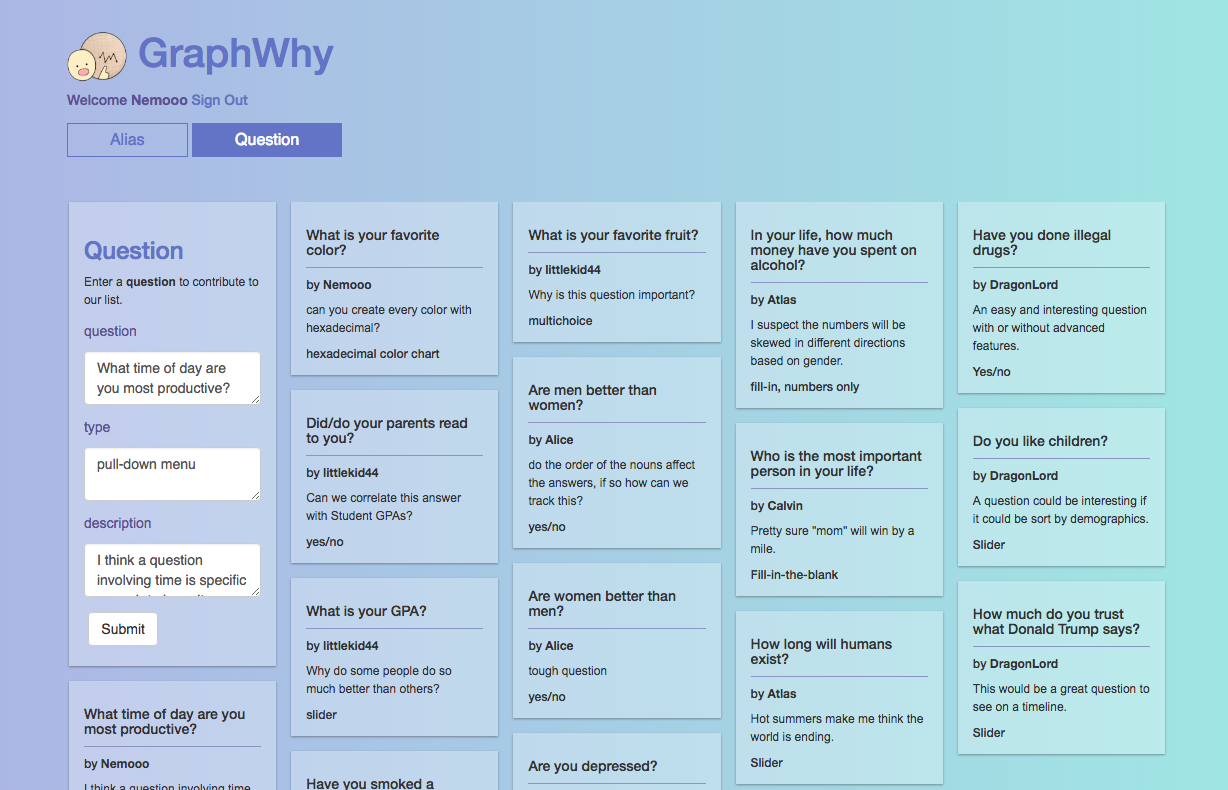 GraphWhy
Welcome Nemooo Sign Out
Alias
Question
Question
Enter a question to contribute to
our list.
question
What time of day are
you most productive?
type
pull-down menu
description
I think a question
involving time is specific
Submit
What time of day are you
most productive?
by Nemooo
I think a question involving time
What is your favorite
color?
by Nemooo
can you create every color with
hexadecimal?
hexadecimal color chart
Did/do your parents read
to you?
by littlekid44
Can we correlate this answer
with Student GPAs?
yes/no
What is your GPA?
by littlekid44
Why do some people do so
much better than others?
slider
Have you smoked a
What is your favorite fruit?
by littlekid44
Why is this question important?
multichoice
Are men better than
women?
by Alice
do the order of the nouns affect
the answers, if so how can we
track this?
yes/no
Are women better than
men?
by Alice
tough question
yes/no
Are you depressed?
In your life, how much
money have you spent on
alcohol?
by Atlas
I suspect the numbers will be
skewed in different directions
based on gender.
fill-in, numbers only
Who is the most important
person in your life?
by Calvin
Pretty sure "mom" will win by a
mile.
Fill-in-the-blank
How long will humans
exist?
by Atlas
Hot summers make me think the
world is ending.
Slider
Have you done illegal
drugs?
by DragonLord
An easy and interesting question
with or without advanced
features.
Yes/no
Do you like children?
by DragonLord
A question could be interesting if
it could be sort by demographics.
Slider
How much do you trust
what Donald Trump says?
by DragonLord
This would be a great question to
see on a timeline.
Slider